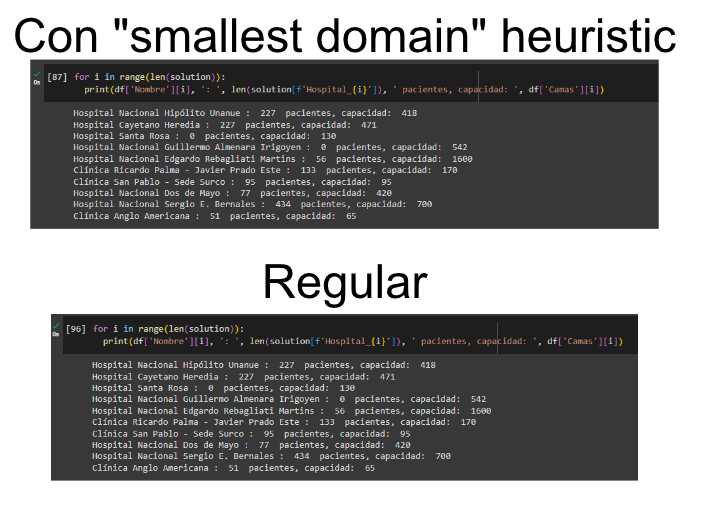 Con "smallest domain" heuristic
[87] for i in range(len(solution)):
0s
print(df['Nombre'][i], ': ', len(solution[f'Hospital_{i}']), ' pacientes, capacidad: ', df['Camas'][i])
Hospital Nacional Hipólito Unanue :  227  pacientes, capacidad:  418
Hospital Cayetano Heredia :  227  pacientes, capacidad:  471
Hospital Santa Rosa :  0  pacientes, capacidad:  130
Hospital Nacional Guillermo Almenara Irigoyen :  0  pacientes, capacidad:  542
Hospital Nacional Edgardo Rebagliati Martins :  56  pacientes, capacidad:  1600
Clínica Ricardo Palma - Javier Prado Este :  133  pacientes, capacidad:  170
Clínica San Pablo - Sede Surco :  95  pacientes, capacidad:  95
Hospital Nacional Dos de Mayo :  77  pacientes, capacidad:  420
Hospital Nacional Sergio E. Bernales :  434  pacientes, capacidad:  700
Clínica Anglo Americana :  51  pacientes, capacidad:  65
Regular
[96] for i in range(len(solution)):
0s
print(df['Nombre'][i], ': ', len(solution[f'Hospital_{i}']), ' pacientes, capacidad: ', df['Camas'][i])
Hospital Nacional Hipólito Unanue :  227  pacientes, capacidad:  418
Hospital Cayetano Heredia :  227  pacientes, capacidad:  471
Hospital Santa Rosa :  0  pacientes, capacidad:  130
Hospital Nacional Guillermo Almenara Irigoyen :  0  pacientes, capacidad:  542
Hospital Nacional Edgardo Rebagliati Martins :  56  pacientes, capacidad:  1600
Clínica Ricardo Palma - Javier Prado Este :  133  pacientes, capacidad:  170
Clínica San Pablo - Sede Surco :  95  pacientes, capacidad:  95
Hospital Nacional Dos de Mayo :  77  pacientes, capacidad:  420
Hospital Nacional Sergio E. Bernales :  434  pacientes, capacidad:  700
Clínica Anglo Americana :  51  pacientes, capacidad:  65